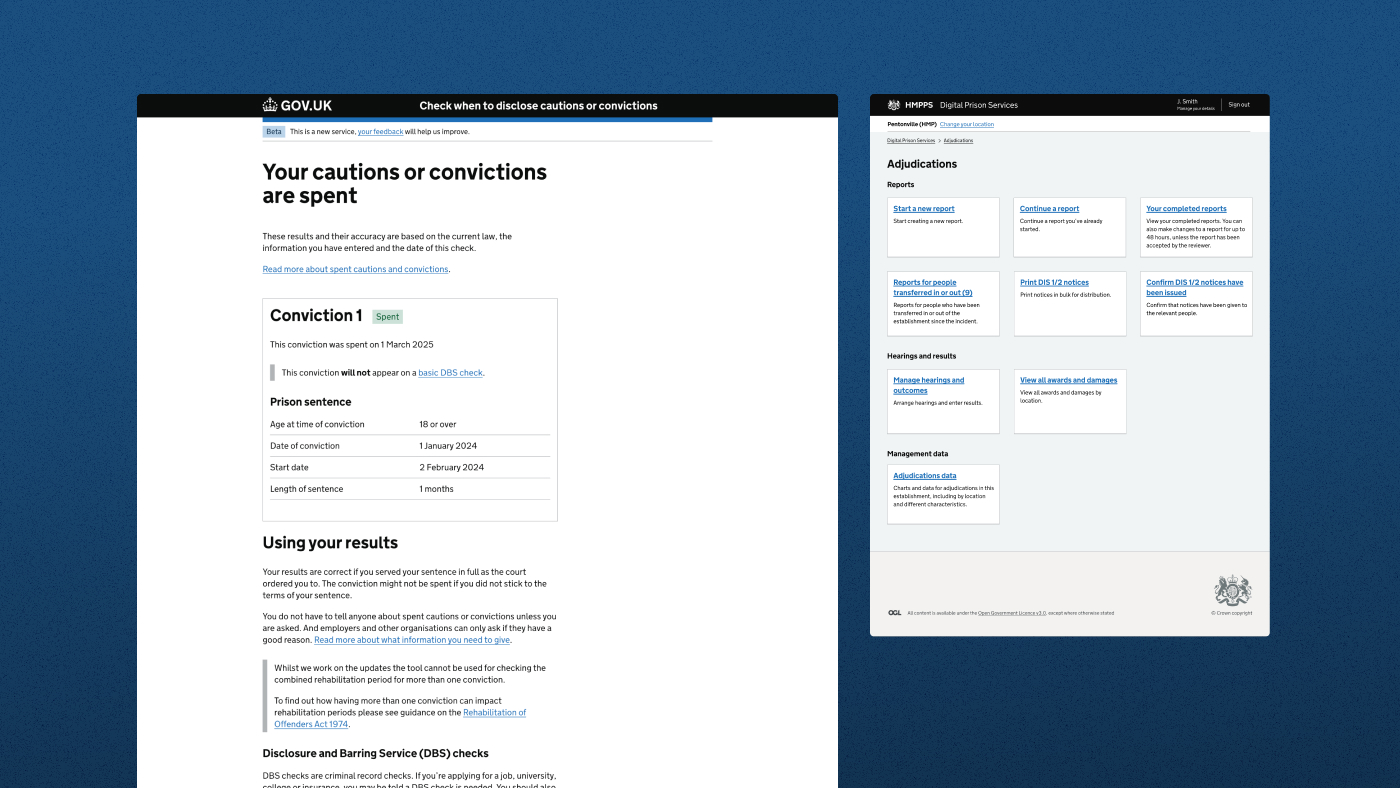 GOV.UK
Check when to disclose cautions or convictions
Beta This is a new service, your feedback will help us improve.
Your cautions or convictions
are spent
These results and their accuracy are based on the current law, the
information you have entered and the date of this check.
Read more about spent cautions and convictions.
Conviction 1 Spent
This conviction was spent on 1 March 2025
This conviction will not appear on a basic DBS check.
Prison sentence
Age at time of conviction 18 or over
Date of conviction 1 January 2024
Start date 2 February 2024
Length of sentence 1 months
Using your results
Your results are correct if you served your sentence in full as the court
ordered you to. The conviction might not be spent if you did not stick to the
terms of your sentence.
You do not have to tell anyone about spent cautions or convictions unless you
are asked. And employers and other organisations can only ask if they have a
good reason. Read more about what information you need to give.
Whilst we work on the updates the tool cannot be used for checking the
combined rehabilitation period for more than one conviction.
To find out how having more than one conviction can impact
rehabilitation periods please see guidance on the Rehabilitation of
Offenders Act 1974.
Disclosure and Barring Service (DBS) checks
DBS checks are criminal record checks. If you're applying for a job, university,
college or insurance, you may be told a DBS check is needed. You should also
HMPPS Digital Prison Services
J. Smith
Manage your details
Sign out
Pentonville (HMP) Change your location
Digital Prison Services > Adjudications
Adjudications
Reports
Start a new report
Start creating a new report.
Continue a report
Continue a report you've already
started.
Your completed reports
View your completed reports. You can
also make changes to a report for up to
48 hours, unless the report has been
accepted by the reviewer.
Reports for people
transferred in or out (9)
Reports for people who have been
transferred in or out of the
establishment since the incident.
Print DIS 1/2 notices
Print notices in bulk for distribution.
Confirm DIS 1/2 notices have
been issued
Confirm that notices have been given to
the relevant people.
Hearings and results
Manage hearings and
outcomes
Arrange hearings and enter results.
View all awards and damages
View all awards and damages by
location.
Management data
Adjudications data
Charts and data for adjudications in this
establishment, including by location
and different characteristics.
OGL All content is available under the Open Government Licence v3.0, except where otherwise stated.
© Crown copyright